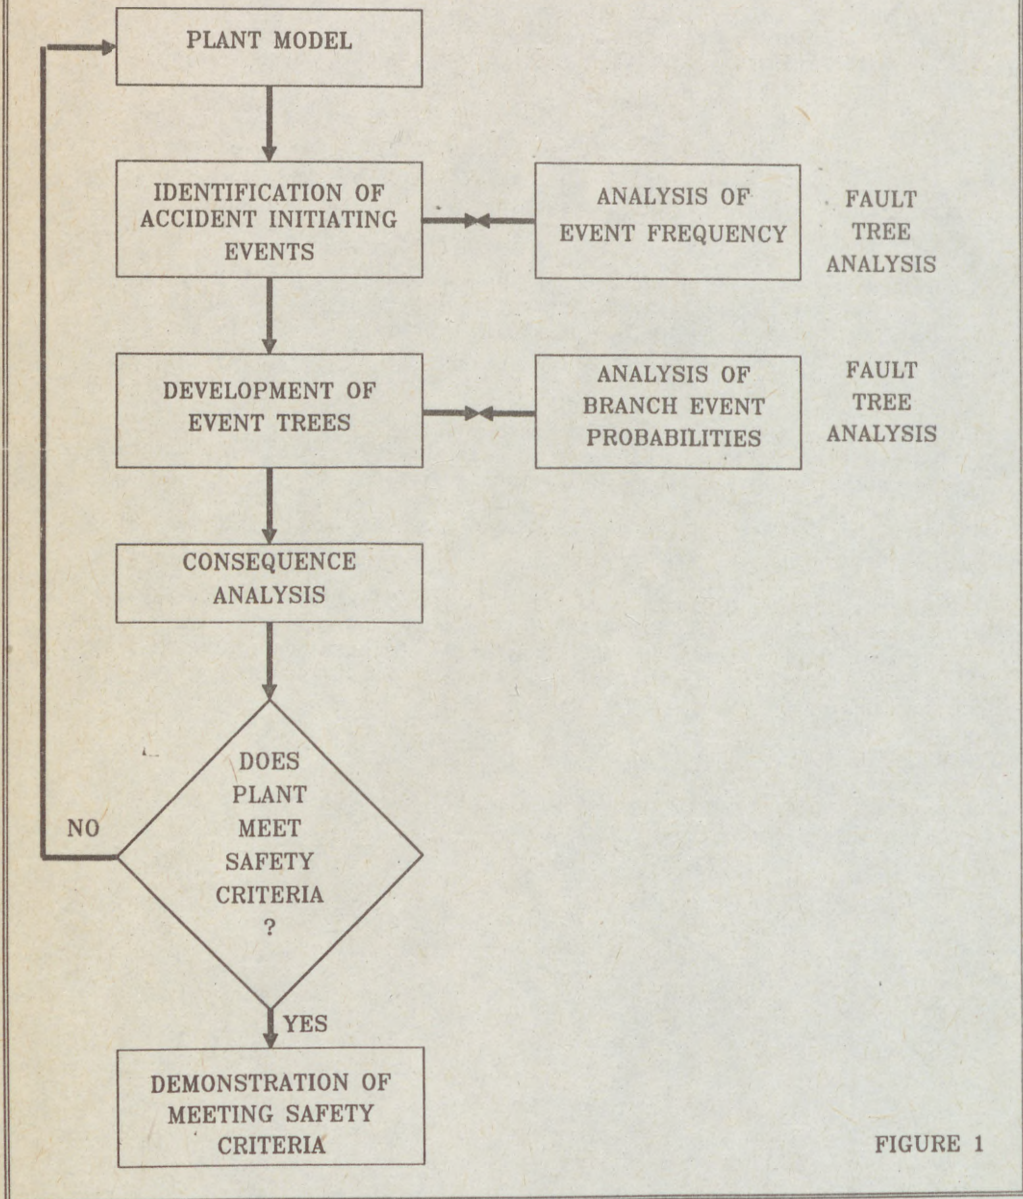 PLANT MODEL
IDENTIFICATION OF
ACCIDENT INITIATING
EVENTS
ANALYSIS OF
EVENT FREQUENCY
FAULT
TREE
ANALYSIS
DEVELOPMENT OF
EVENT TREES
ANALYSIS OF
BRANCH EVENT
PROBABILITIES
FAULT
TREE
ANALYSIS
CONSEQUENCE
ANALYSIS
DOES
PLANT
MEET
SAFETY
CRITERIA
?
NO
YES
DEMONSTRATION OF
MEETING SAFETY
CRITERIA
FIGURE 1